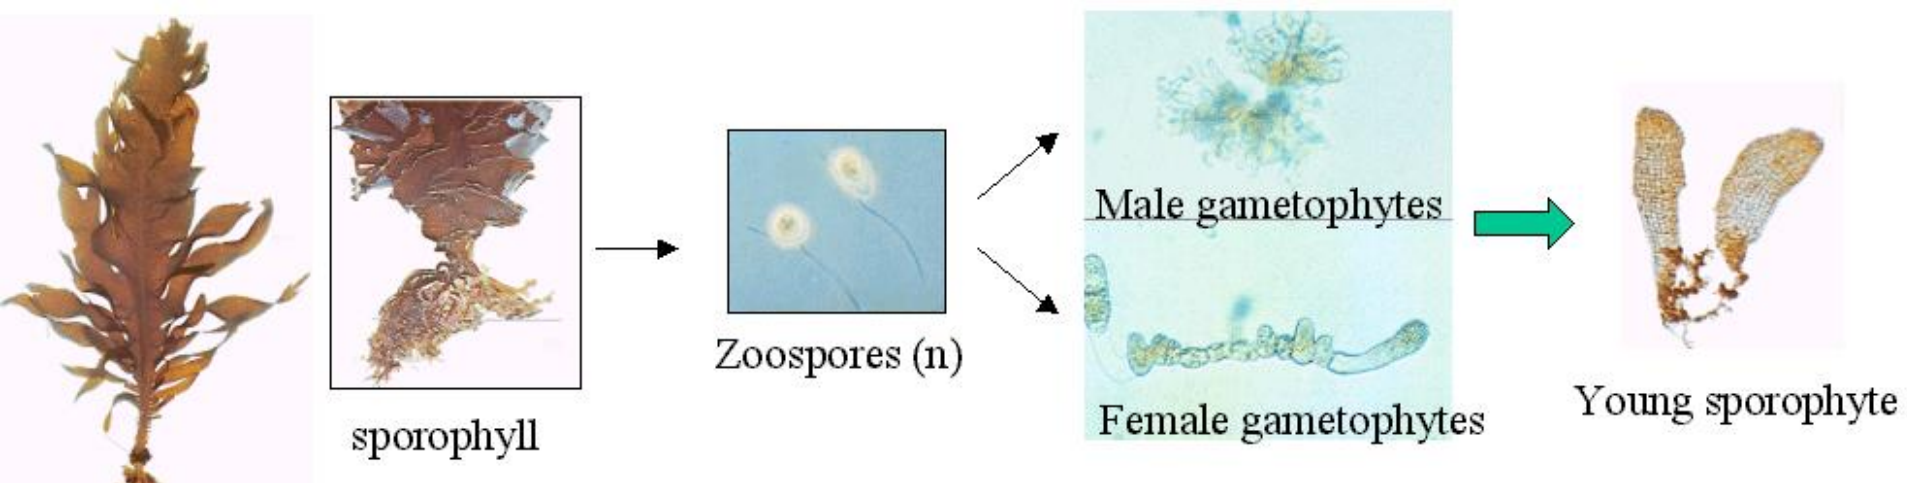 sporophyll
Zoospores (n)
Male gametophytes
Female gametophytes
Young sporophyte